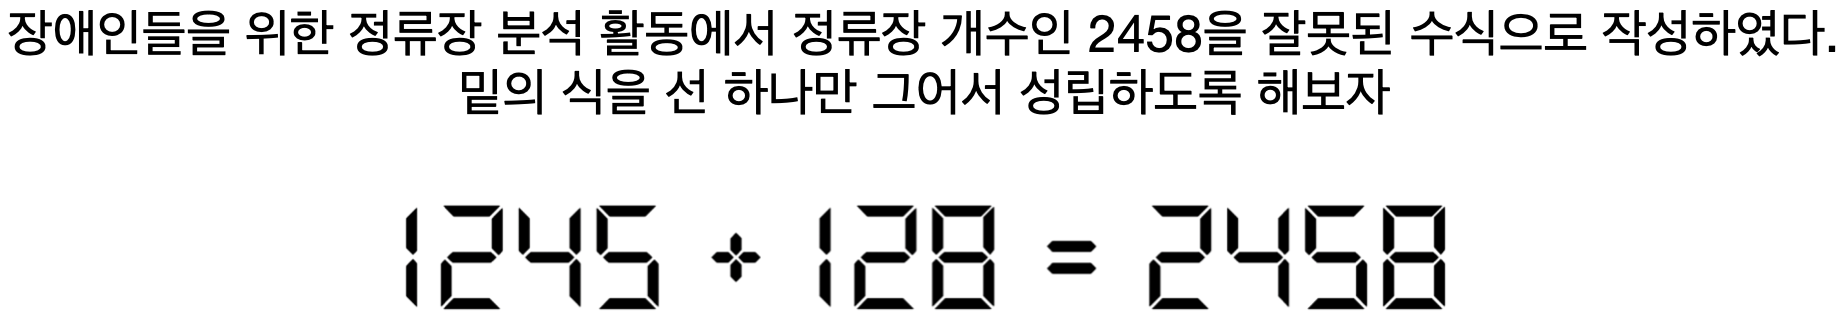 장애인들을 위한 정류장 분석 활동에서 정류장 개수인 2458을 잘못된 수식으로 작성하였다.
밑의 식을 선 하나만 그어서 성립하도록 해보자
1245 + 128 = 2458